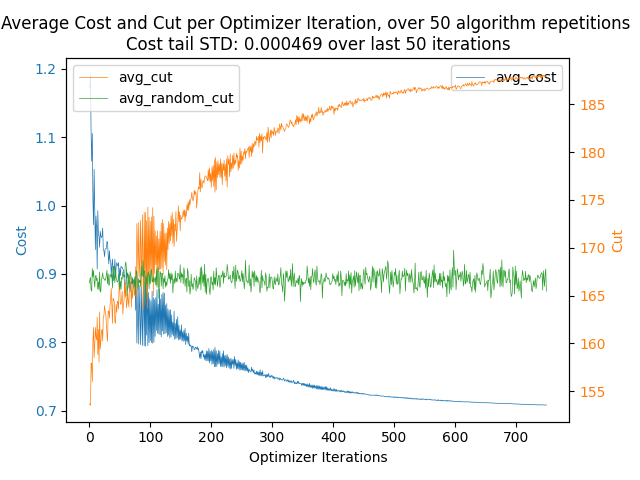 Average Cost and Cut per Optimizer Iteration, over 50 algorithm repetitions
Cost tail STD: 0.000469 over last 50 iterations
avg_cut
avg_random_cut
avg_cost
1.2
1.1
1.0
0.9
0.8
0.7
Cost
185
180
175
170
165
160
155
Cut
0 100 200 300 400 500 600 700
Optimizer Iterations